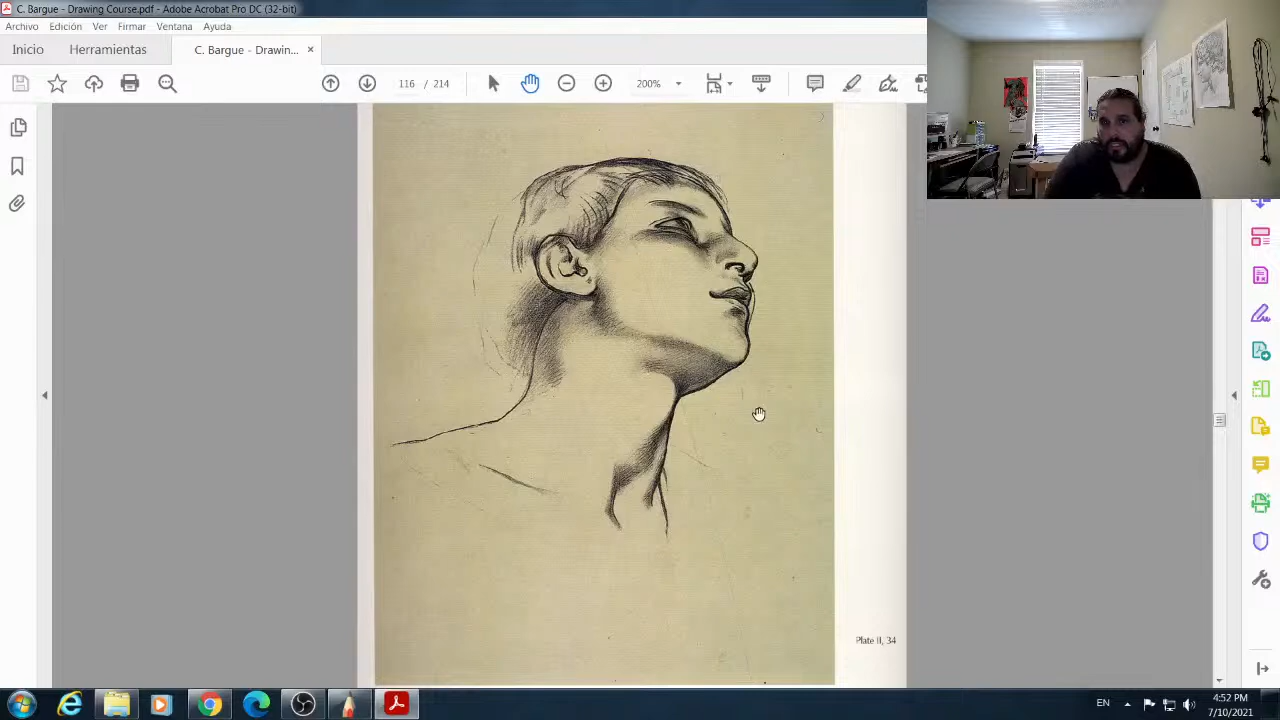 C. Bargue - Drawing Course.pdf - Adobe Acrobat Pro DC (32-bit)
Archivo Edición Ver Firmar Ventana Ayuda
Inicio Herramientas C. Bargue - Drawin... ×
116 / 214 200%
Plate II, 34
EN 4:52 PM
7/10/2021